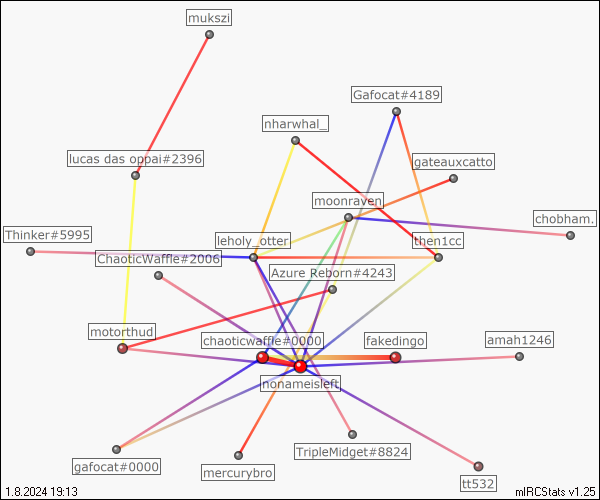 mukszi
Gafocat#4189
nharwhal_
lucas das oppai#2396
gateauxcatto
moonraven
chobham.
Thinker#5995
leholy_otter
then1cc
ChaoticWaffle#2006
Azure Reborn#4243
motorthud
chaoticwaffle#0000
fakedingo
amah1246
nonameisleft
TripleMidget#8824
gafocat#0000
mercurybro
tt532
1.8.2024 19:13
mIRCStats v1.25